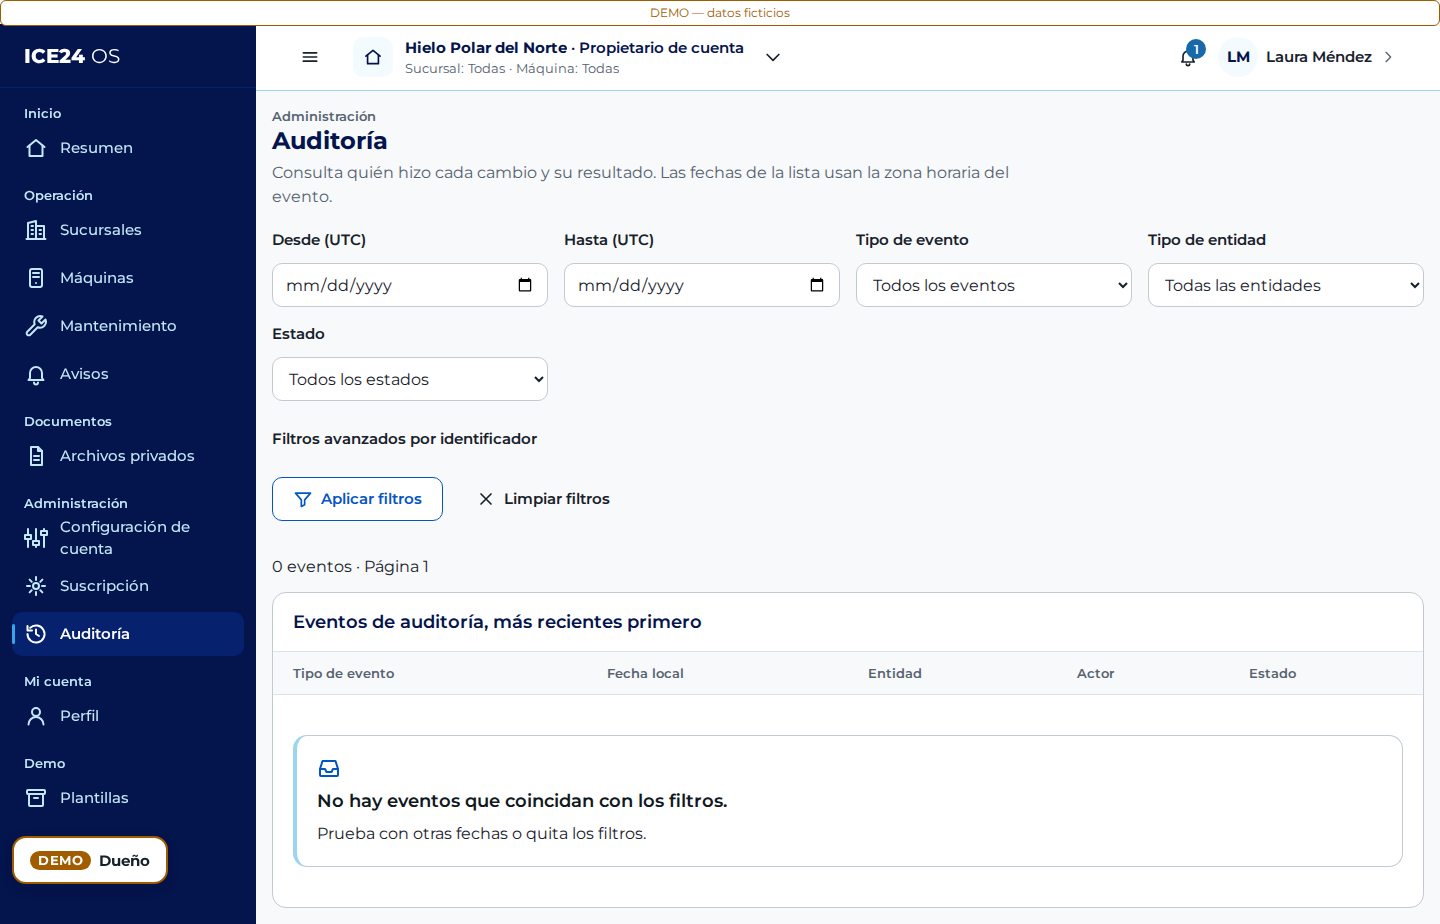 DEMO — datos ficticios
ICE24 OS
Inicio
Resumen
Operación
Sucursales
Máquinas
Mantenimiento
Avisos
Documentos
Archivos privados
Administración
Configuración de
cuenta
Suscripción
Auditoría
Mi cuenta
Perfil
Demo
Plantillas
DEMO Dueño
Hielo Polar del Norte · Propietario de cuenta
Sucursal: Todas · Máquina: Todas
1
LM Laura Méndez
Administración
Auditoría
Consulta quién hizo cada cambio y su resultado. Las fechas de la lista usan la zona horaria del
evento.
Desde (UTC) Hasta (UTC) Tipo de evento Tipo de entidad
mm/dd/yyyy mm/dd/yyyy Todos los eventos Todas las entidades
Estado
Todos los estados
Filtros avanzados por identificador
Aplicar filtros Limpiar filtros
0 eventos · Página 1
Eventos de auditoría, más recientes primero
Tipo de evento Fecha local Entidad Actor Estado
No hay eventos que coincidan con los filtros.
Prueba con otras fechas o quita los filtros.